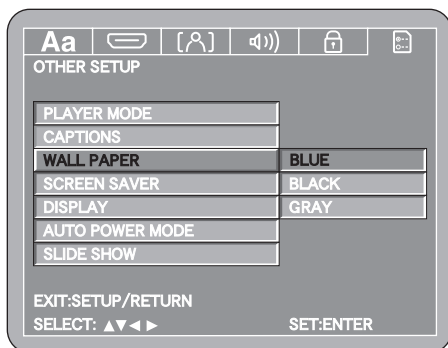 Aa
OTHER SETUP
PLAYER MODE
CAPTIONS
WALL PAPER BLUE
SCREEN SAVER BLACK
DISPLAY GRAY
AUTO POWER MODE
SLIDE SHOW
EXIT:SETUP/RETURN
SELECT: ▲▼◀ ▶ SET:ENTER